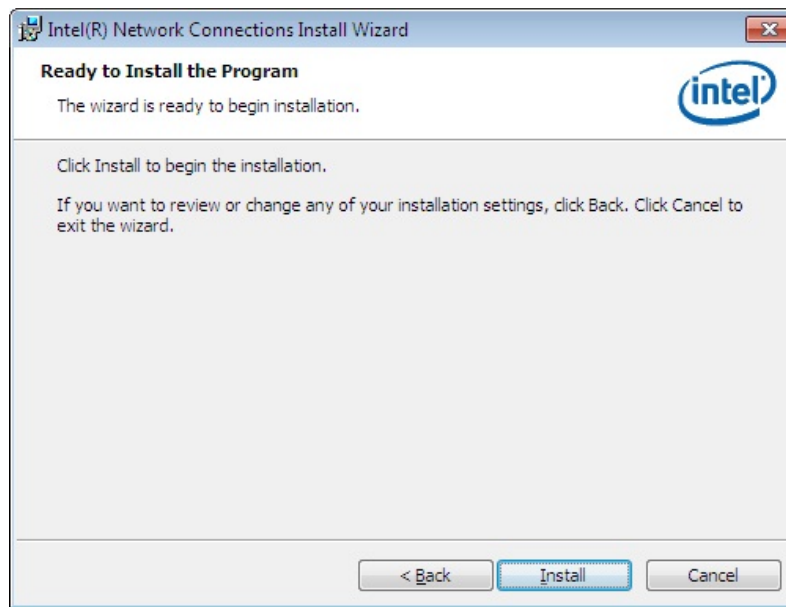 Intel(R) Network Connections Install Wizard
Ready to Install the Program
The wizard is ready to begin installation.
intel
Click Install to begin the installation.
If you want to review or change any of your installation settings, click Back. Click Cancel to
exit the wizard.
< Back
Install
Cancel